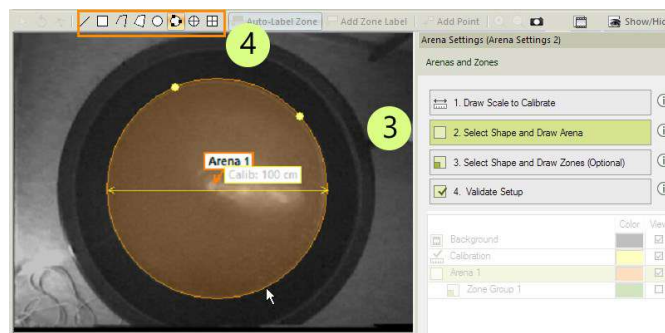 Auto-Label Zone
Add Zone Label
Add Point
Show/Hid
4
3
Arena 1
Calib: 100 cm
Arena Settings (Arena Settings 2)
Arenas and Zones
1. Draw Scale to Calibrate
2. Select Shape and Draw Arena
3. Select Shape and Draw Zones (Optional)
4. Validate Setup
Color View
Background
Calibration
Arena 1
Zone Group 1